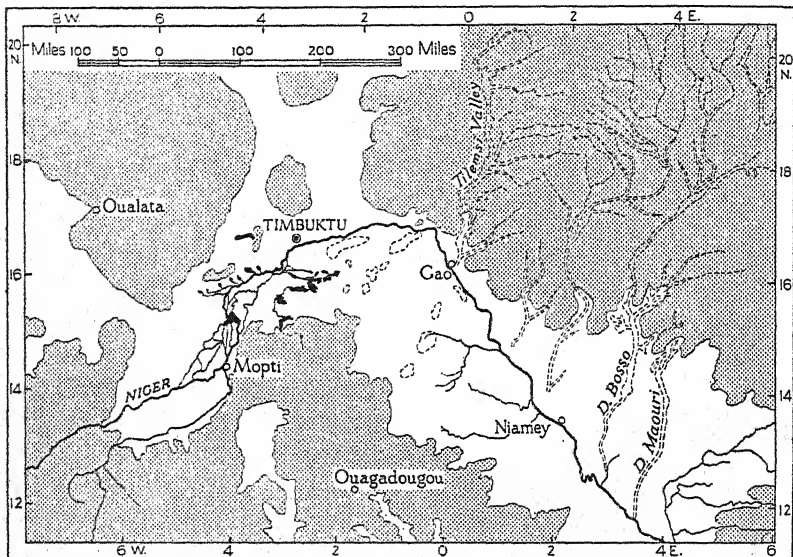 8 W. 6 4 2 0 2 4 E.
20 N.
20 N.
Miles 100 50 0 100 200 300 Miles
Tilemsi Valley
18
18
Oualata
TIMBUKTU
16
Gao
16
D. Bosso
D. Maouri
14
NIGER
Mopti
14
Niamey
12
Ouagadougou
12
6 W. 4 2 0 2 4 E. 6